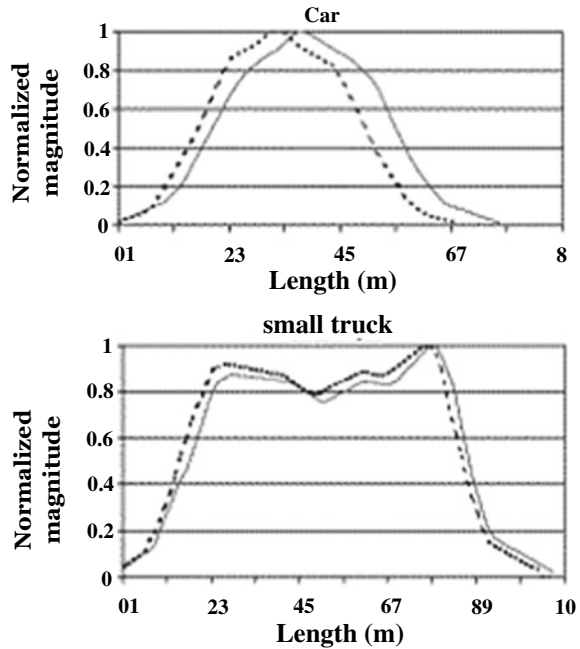 Car
Normalized
magnitude
1
0.8
0.6
0.4
0.2
0
01 23 45 67 8
Length (m)
small truck
Normalized
magnitude
1
0.8
0.6
0.4
0.2
0
01 23 45 67 89 10
Length (m)